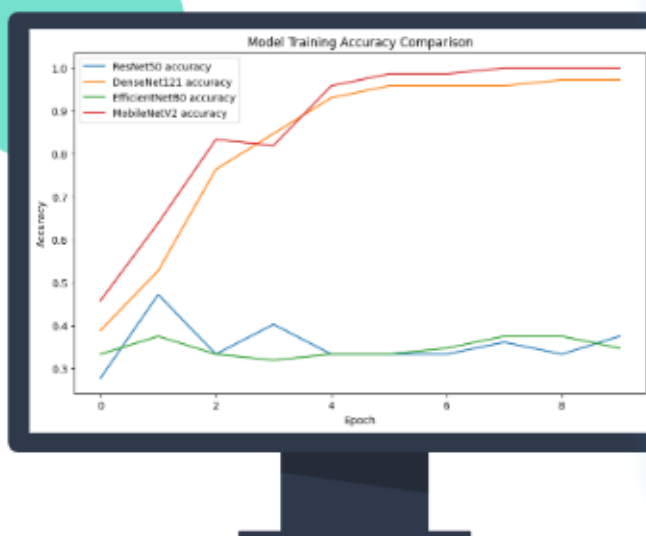 Model Training Accuracy Comparison
ResNet50 accuracy
DenseNet121 accuracy
EfficientNetB0 accuracy
MobileNetV2 accuracy
1.0
0.9
0.8
0.7
0.6
0.5
0.4
0.3
Accuracy
0 2 4 6 8
Epoch